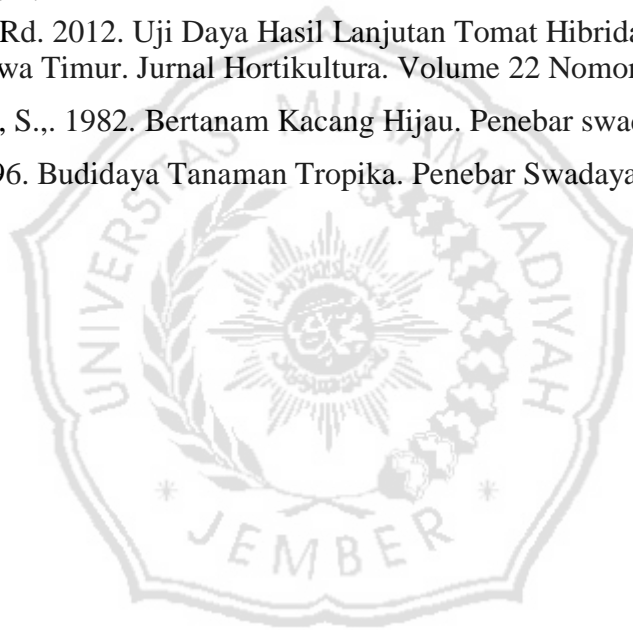 Rd. 2012. Uji Daya Hasil Lanjutan Tomat Hibrida
wa Timur. Jurnal Hortikultura. Volume 22 Nomor
, S.,. 1982. Bertanam Kacang Hijau. Penebar swa
96. Budidaya Tanaman Tropika. Penebar Swadaya
UNIVERSITAS MUHAMMADIYAH
JEMBER